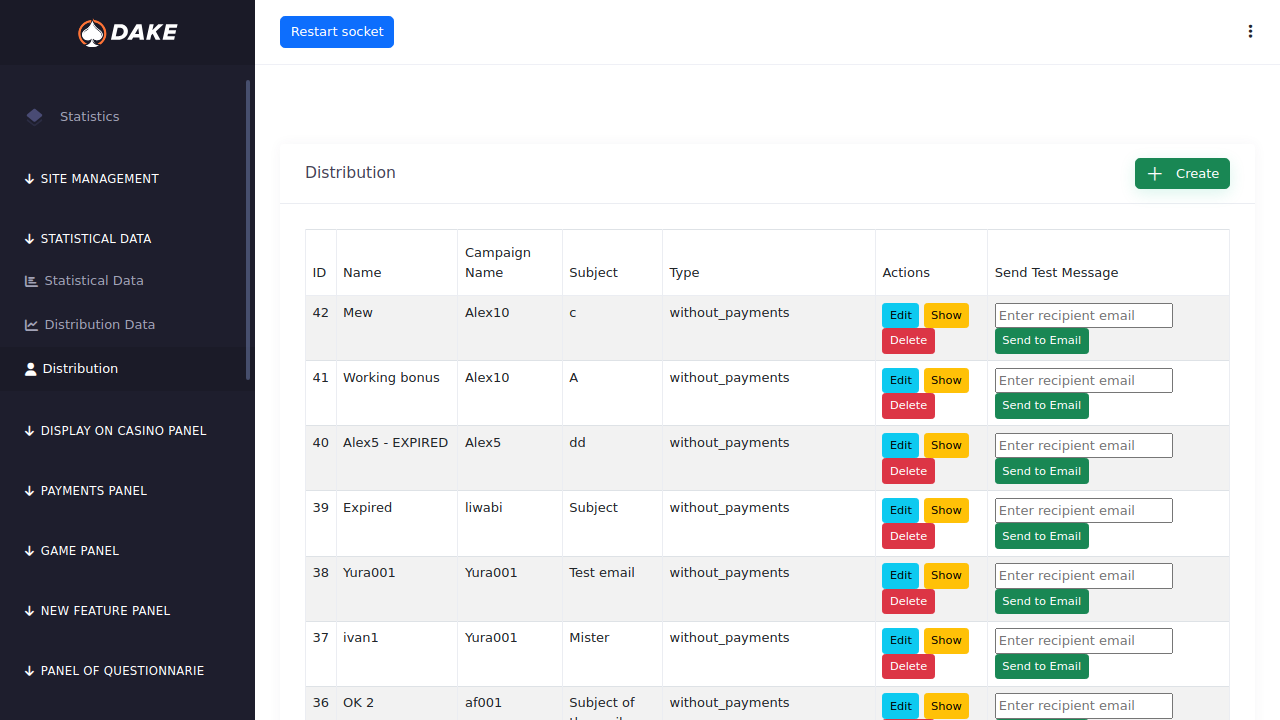 DAKE
Restart socket
Statistics
SITE MANAGEMENT
STATISTICAL DATA
Statistical Data
Distribution Data
Distribution
DISPLAY ON CASINO PANEL
PAYMENTS PANEL
GAME PANEL
NEW FEATURE PANEL
PANEL OF QUESTIONNARIE
Distribution
Create
ID Name Campaign Name Subject Type Actions Send Test Message
42 Mew Alex10 c without_payments Edit Show Enter recipient email
Delete Send to Email
41 Working bonus Alex10 A without_payments Edit Show Enter recipient email
Delete Send to Email
40 Alex5 - EXPIRED Alex5 dd without_payments Edit Show Enter recipient email
Delete Send to Email
39 Expired liwabi Subject without_payments Edit Show Enter recipient email
Delete Send to Email
38 Yura001 Yura001 Test email without_payments Edit Show Enter recipient email
Delete Send to Email
37 ivan1 Yura001 Mister without_payments Edit Show Enter recipient email
Delete Send to Email
36 OK 2 af001 Subject of without_payments Edit Show Enter recipient email